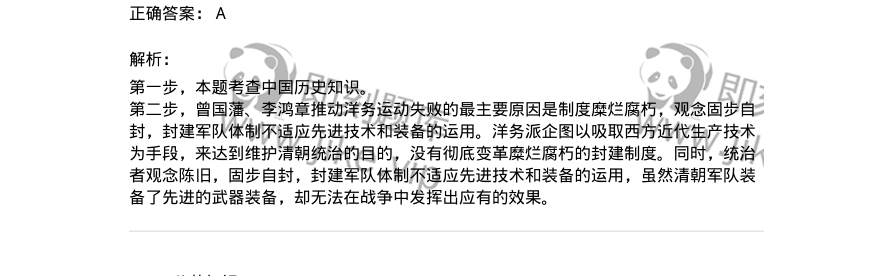 正确答案： A
解析：
第一步，本题考查中国历史知识。
第二步，曾国藩、李鸿章推动洋务运动失败的最主要原因是制度糜烂腐朽，观念固步自
封，封建军队体制不适应先进技术和装备的运用。洋务派企图以吸取西方近代生产技术
为手段，来达到维护清朝统治的目的，没有彻底变革糜烂腐朽的封建制度。同时，统治
者观念陈旧，固步自封，封建军队体制不适应先进技术和装备的运用，虽然清朝军队装
备了先进的武器装备，却无法在战争中发挥出应有的效果。